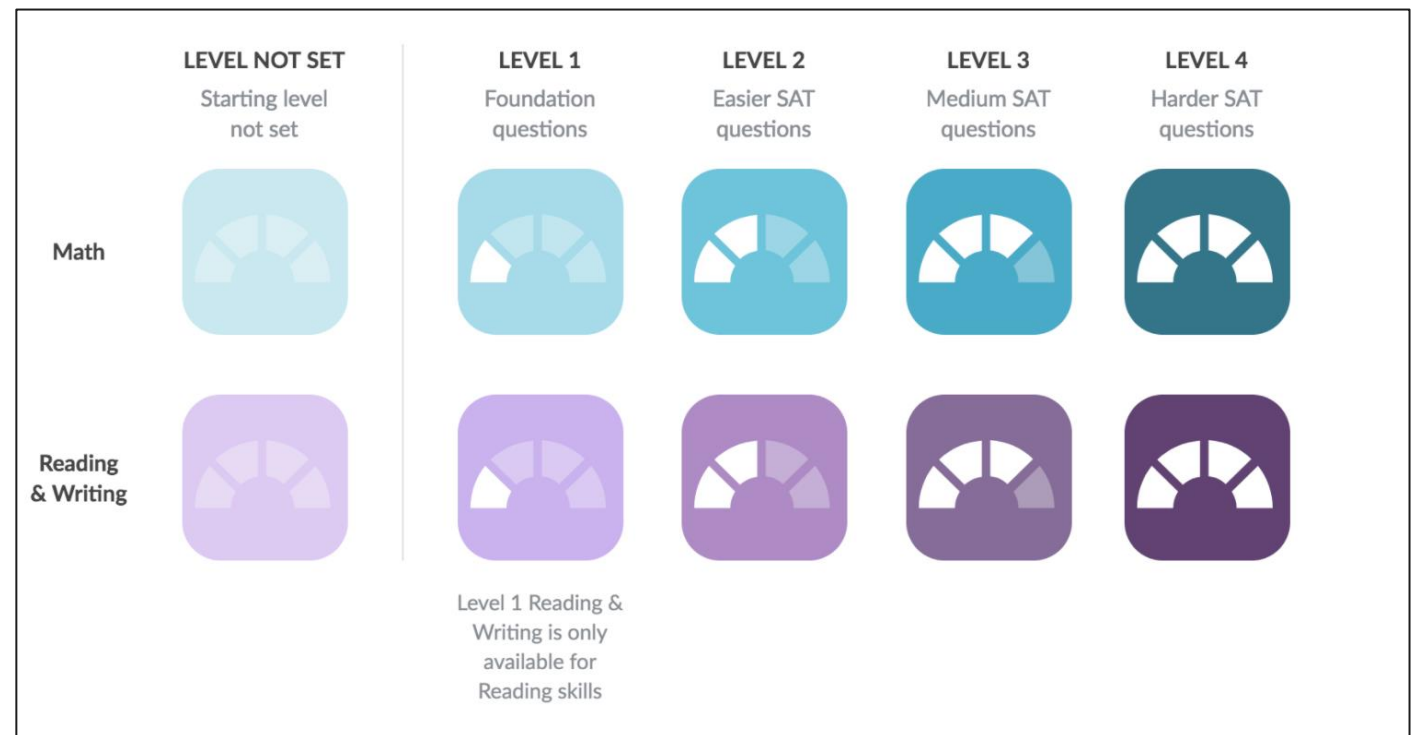 LEVEL NOT SET
Starting level
not set
LEVEL 1
Foundation
questions
LEVEL 2
Easier SAT
questions
LEVEL 3
Medium SAT
questions
LEVEL 4
Harder SAT
questions
Math
Reading
& Writing
Level 1 Reading &
Writing is only
available for
Reading skills